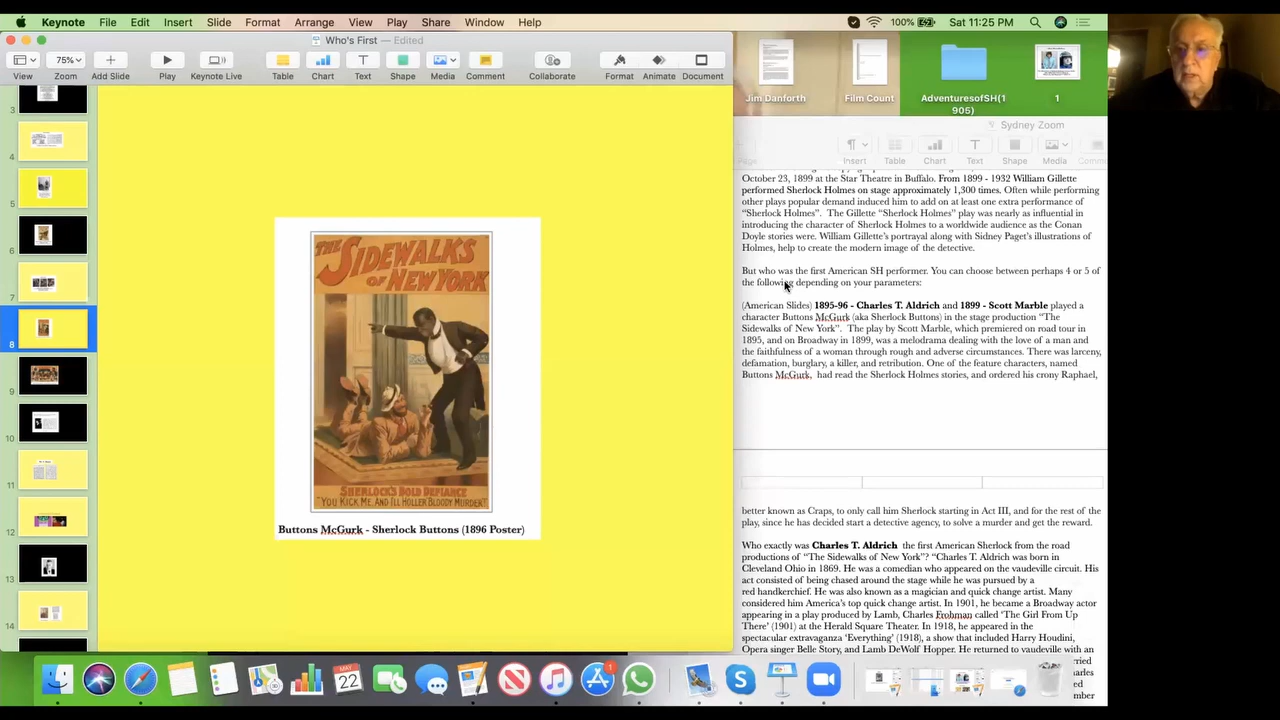 Keynote File Edit Insert Slide Format Arrange View Play Share Window Help 100% Sat 11:25 PM
Who's First — Edited
75%
View Zoom Add Slide Play Keynote Live Table Chart Text Shape Media Comment Collaborate Format Animate Document
3
4
5
6
7
8
9
10
11
12
13
14
THE SIDEWALKS
OF NEW YORK
SHERLOCK'S BOLD DEFIANCE
"YOU KICK ME, AND I'LL HOLLER BLOODY MURDER!"
Buttons McGurk - Sherlock Buttons (1896 Poster)
Jim Danforth Film Count AdventuresofSH(1 1
905)
Sydney Zoom
Insert Table Chart Text Shape Media
October 23, 1899 at the Star Theatre in Buffalo. From 1899 - 1932 William Gillette
performed Sherlock Holmes on stage approximately 1,300 times. Often while performing
other plays popular demand induced him to add on at least one extra performance of
"Sherlock Holmes". The Gillette "Sherlock Holmes" play was nearly as influential in
introducing the character of Sherlock Holmes to a worldwide audience as the Conan
Doyle stories were. William Gillette's portrayal along with Sidney Paget's illustrations of
Holmes, help to create the modern image of the detective.
But who was the first American SH performer. You can choose between perhaps 4 or 5 of
the following depending on your parameters:
(American Slides) 1895-96 - Charles T. Aldrich and 1899 - Scott Marble played a
character Buttons McGurk (aka Sherlock Buttons) in the stage production "The
Sidewalks of New York". The play by Scott Marble, which premiered on road tour in
1895, and on Broadway in 1899, was a melodrama dealing with the love of a man and
the faithfulness of a woman through rough and adverse circumstances. There was larceny,
defamation, burglary, a killer, and retribution. One of the feature characters, named
Buttons McGurk, had read the Sherlock Holmes stories, and ordered his crony Raphael,
better known as Craps, to only call him Sherlock starting in Act III, and for the rest of the
play, since he has decided start a detective agency, to solve a murder and get the reward.
Who exactly was Charles T. Aldrich the first American Sherlock from the road
productions of "The Sidewalks of New York"? "Charles T. Aldrich was born in
Cleveland Ohio in 1869. He was a comedian who appeared on the vaudeville circuit. His
act consisted of being chased around the stage while he was pursued by a
red handkerchief. He was also known as a magician and quick change artist. Many
considered him America's top quick change artist. In 1901, he became a Broadway actor
appearing in a play produced by Lamb, Charles Frohman called 'The Girl From Up
There' (1901) at the Herald Square Theater. In 1918, he appeared in the
spectacular extravaganza 'Everything' (1918), a show that included Harry Houdini,
Opera singer Belle Story, and Lamb DeWolf Hopper. He returned to vaudeville with an
MAY
22
1